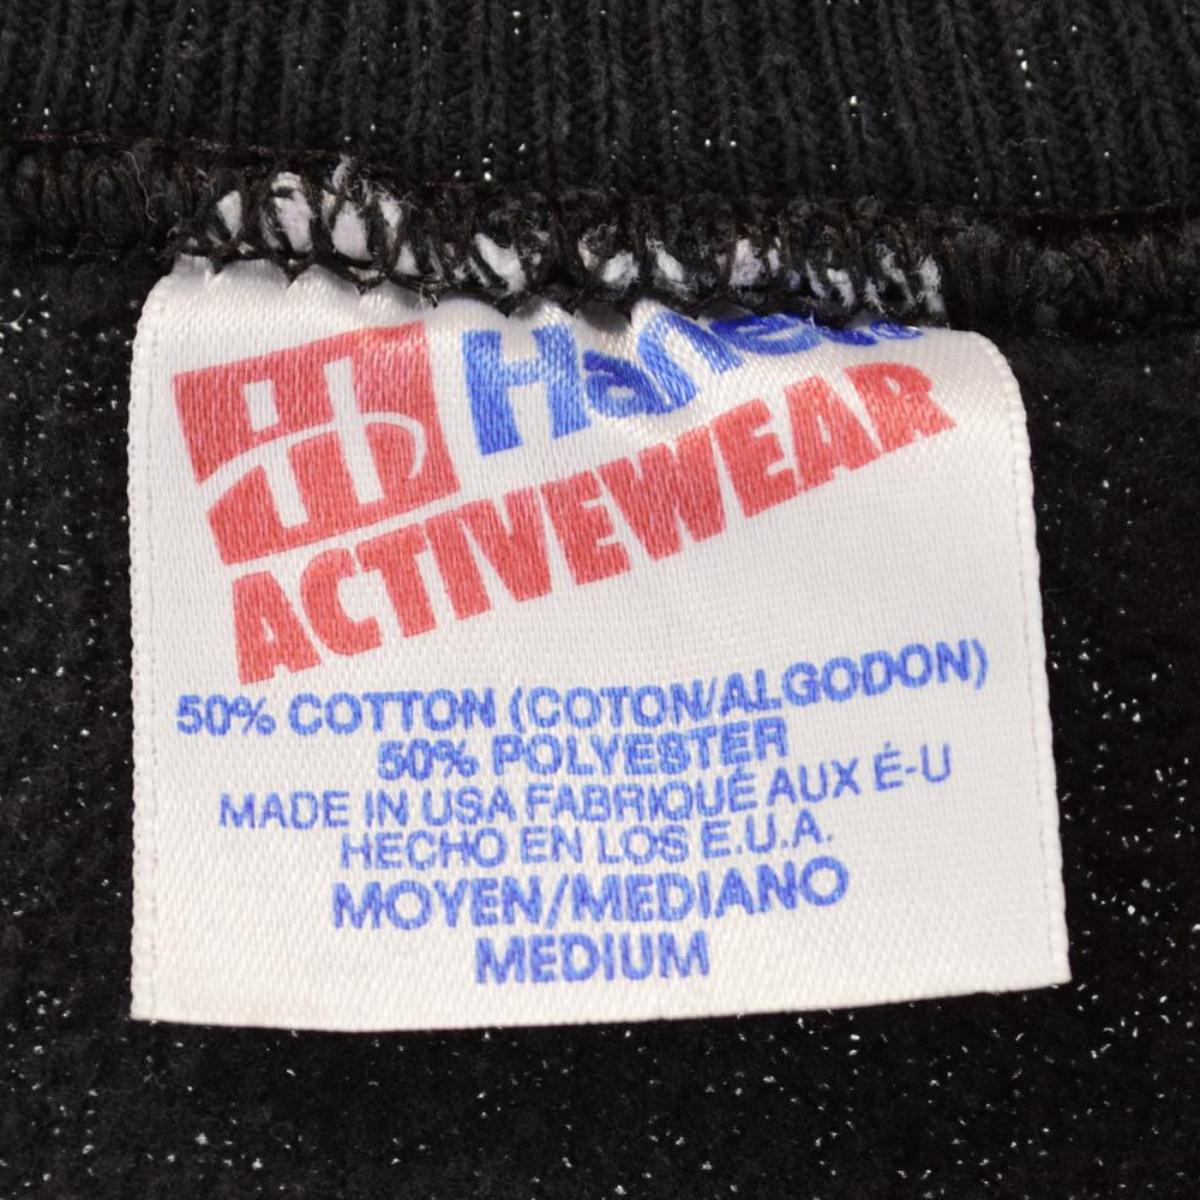 Hanes
ACTIVEWEAR
50% COTTON (COTON/ALGODON)
50% POLYESTER
MADE IN USA FABRIQUÉ AUX É-U
HECHO EN LOS E.U.A.
MOYEN/MEDIANO
MEDIUM